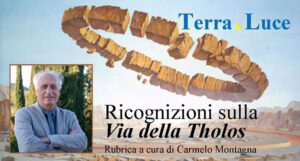 Terra & Luce
Ricognizioni sulla
Via della Tholos
Rubrica a cura di Carmelo Montagna